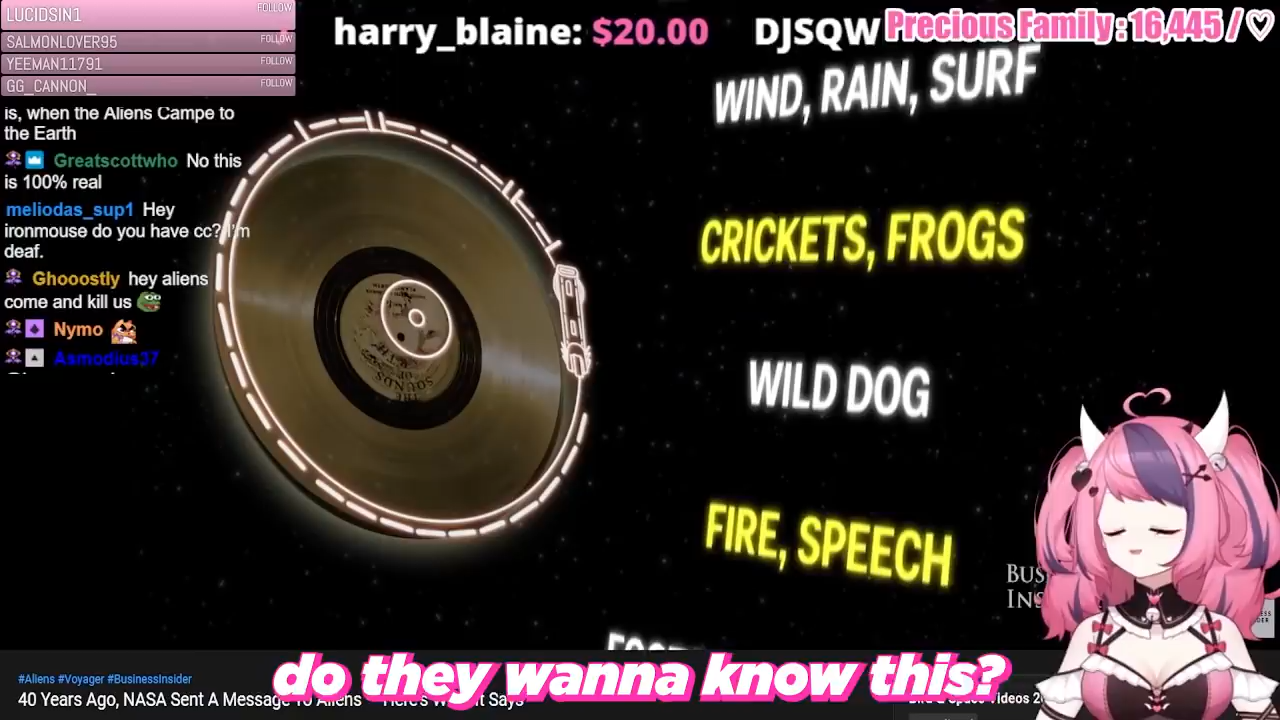 LUCIDSIN1
FOLLOW
SALMONLOVER95
FOLLOW
YEEMAN11791
FOLLOW
GG_CANNON_
FOLLOW
harry_blaine: $20.00 DJSQW
Precious Family : 16,445 / ♡
is, when the Aliens Campe to
the Earth
Greatscottwho No this
is 100% real
meliodas_sup1 Hey
ironmouse do you have cc? I'm
deaf.
Ghooostly hey aliens
come and kill us
Nymo
Asmodius37
WIND, RAIN, SURF
CRICKETS, FROGS
WILD DOG
FIRE, SPEECH
THE
SOUNDS
OF
do they wanna know this?
#Aliens #Voyager #BusinessInsider
40 Years Ago, NASA Sent A Message To Aliens